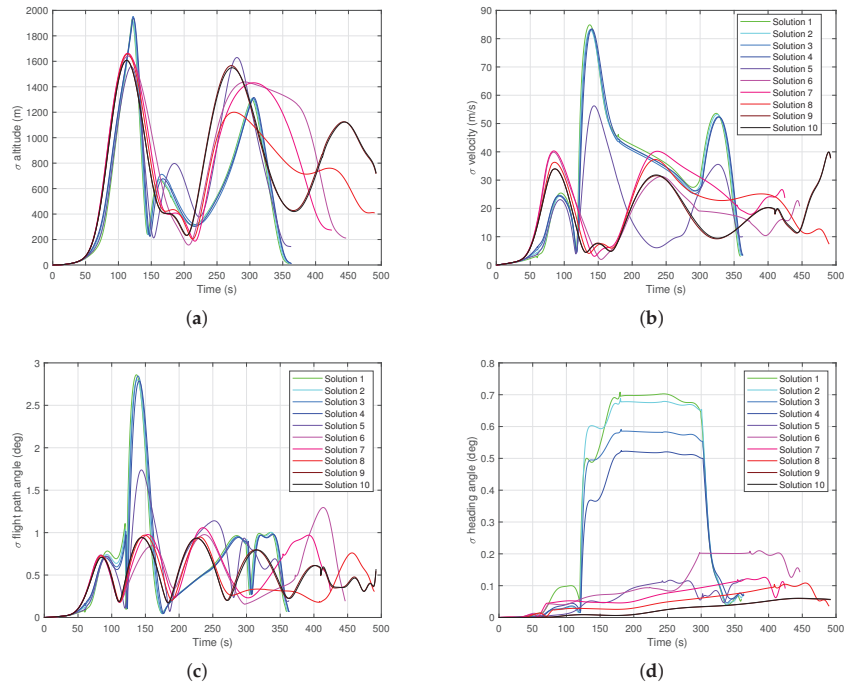 2000
1800
1600
1400
1200
1000
800
600
400
200
0
σ altitude (m)
0 50 100 150 200 250 300 350 400 450 500
Time (s)
(a)
90
80
70
60
50
40
30
20
10
0
σ velocity (m/s)
Solution 1
Solution 2
Solution 3
Solution 4
Solution 5
Solution 6
Solution 7
Solution 8
Solution 9
Solution 10
0 50 100 150 200 250 300 350 400 450 500
Time (s)
(b)
3
2.5
2
1.5
1
0.5
0
σ flight path angle (deg)
Solution 1
Solution 2
Solution 3
Solution 4
Solution 5
Solution 6
Solution 7
Solution 8
Solution 9
Solution 10
0 50 100 150 200 250 300 350 400 450 500
Time (s)
(c)
0.8
0.7
0.6
0.5
0.4
0.3
0.2
0.1
0
σ heading angle (deg)
Solution 1
Solution 2
Solution 3
Solution 4
Solution 5
Solution 6
Solution 7
Solution 8
Solution 9
Solution 10
0 50 100 150 200 250 300 350 400 450 500
Time (s)
(d)